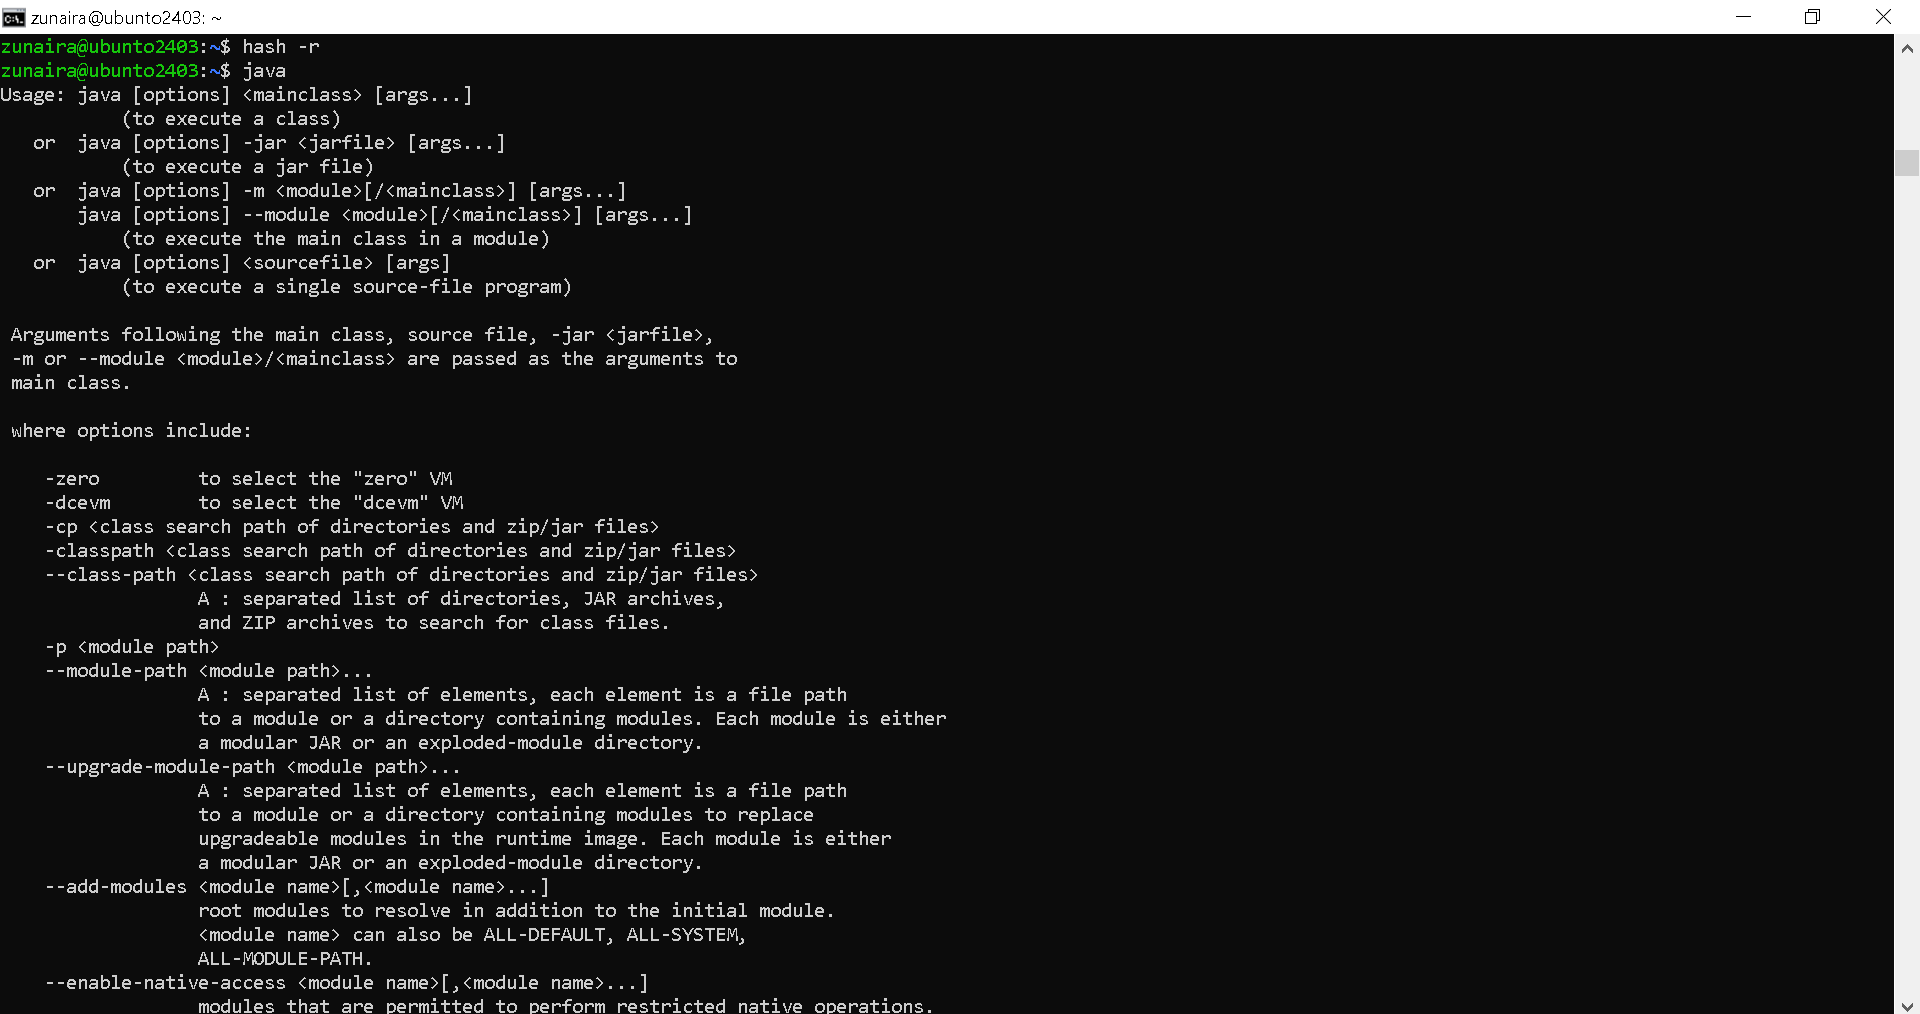 zunaira@ubunto2403: ~
zunaira@ubunto2403:~$ hash -r
zunaira@ubunto2403:~$ java
Usage: java [options] <mainclass> [args...]
           (to execute a class)
   or  java [options] -jar <jarfile> [args...]
           (to execute a jar file)
   or  java [options] -m <module>[/<mainclass>] [args...]
       java [options] --module <module>[/<mainclass>] [args...]
           (to execute the main class in a module)
   or  java [options] <sourcefile> [args]
           (to execute a single source-file program)

 Arguments following the main class, source file, -jar <jarfile>,
 -m or --module <module>/<mainclass> are passed as the arguments to
 main class.

 where options include:

    -zero         to select the "zero" VM
    -dcevm        to select the "dcevm" VM
    -cp <class search path of directories and zip/jar files>
    -classpath <class search path of directories and zip/jar files>
    --class-path <class search path of directories and zip/jar files>
                  A : separated list of directories, JAR archives,
                  and ZIP archives to search for class files.
    -p <module path>
    --module-path <module path>...
                  A : separated list of elements, each element is a file path
                  to a module or a directory containing modules. Each module is either
                  a modular JAR or an exploded-module directory.
    --upgrade-module-path <module path>...
                  A : separated list of elements, each element is a file path
                  to a module or a directory containing modules to replace
                  upgradeable modules in the runtime image. Each module is either
                  a modular JAR or an exploded-module directory.
    --add-modules <module name>[,<module name>...]
                  root modules to resolve in addition to the initial module.
                  <module name> can also be ALL-DEFAULT, ALL-SYSTEM,
                  ALL-MODULE-PATH.
    --enable-native-access <module name>[,<module name>...]
                  modules that are permitted to perform restricted native operations.